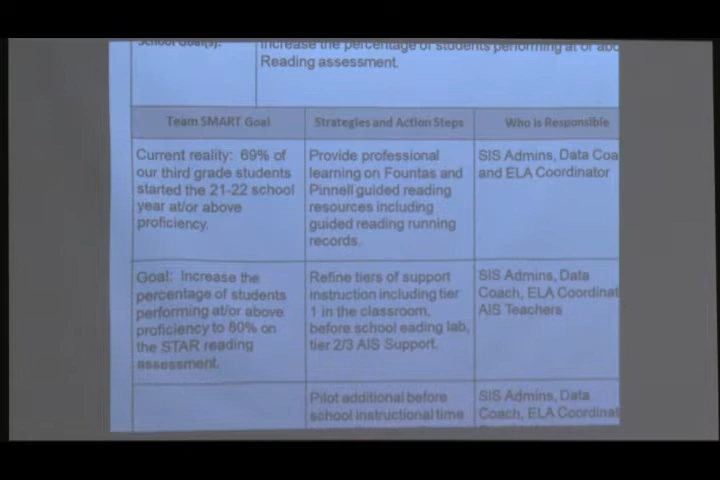 School Goal(s):
Increase the percentage of students performing at or abo
Reading assessment.
Team SMART Goal
Strategies and Action Steps
Who is Responsible
Current reality: 69% of
our third grade students
started the 21-22 school
year at/or above
proficiency.
Provide professional
learning on Fountas and
Pinnell guided reading
resources including
guided reading running
records.
SIS Admins, Data Coa
and ELA Coordinator
Goal: Increase the
percentage of students
performing at/or above
proficiency to 80% on
the STAR reading
assessment.
Refine tiers of support
instruction including tier
1 in the classroom,
before school eading lab,
tier 2/3 AIS Support.
SIS Admins, Data
Coach, ELA Coordinat
AIS Teachers
Pilot additional before
school instructional time
SIS Admins, Data
Coach, ELA Coordinat